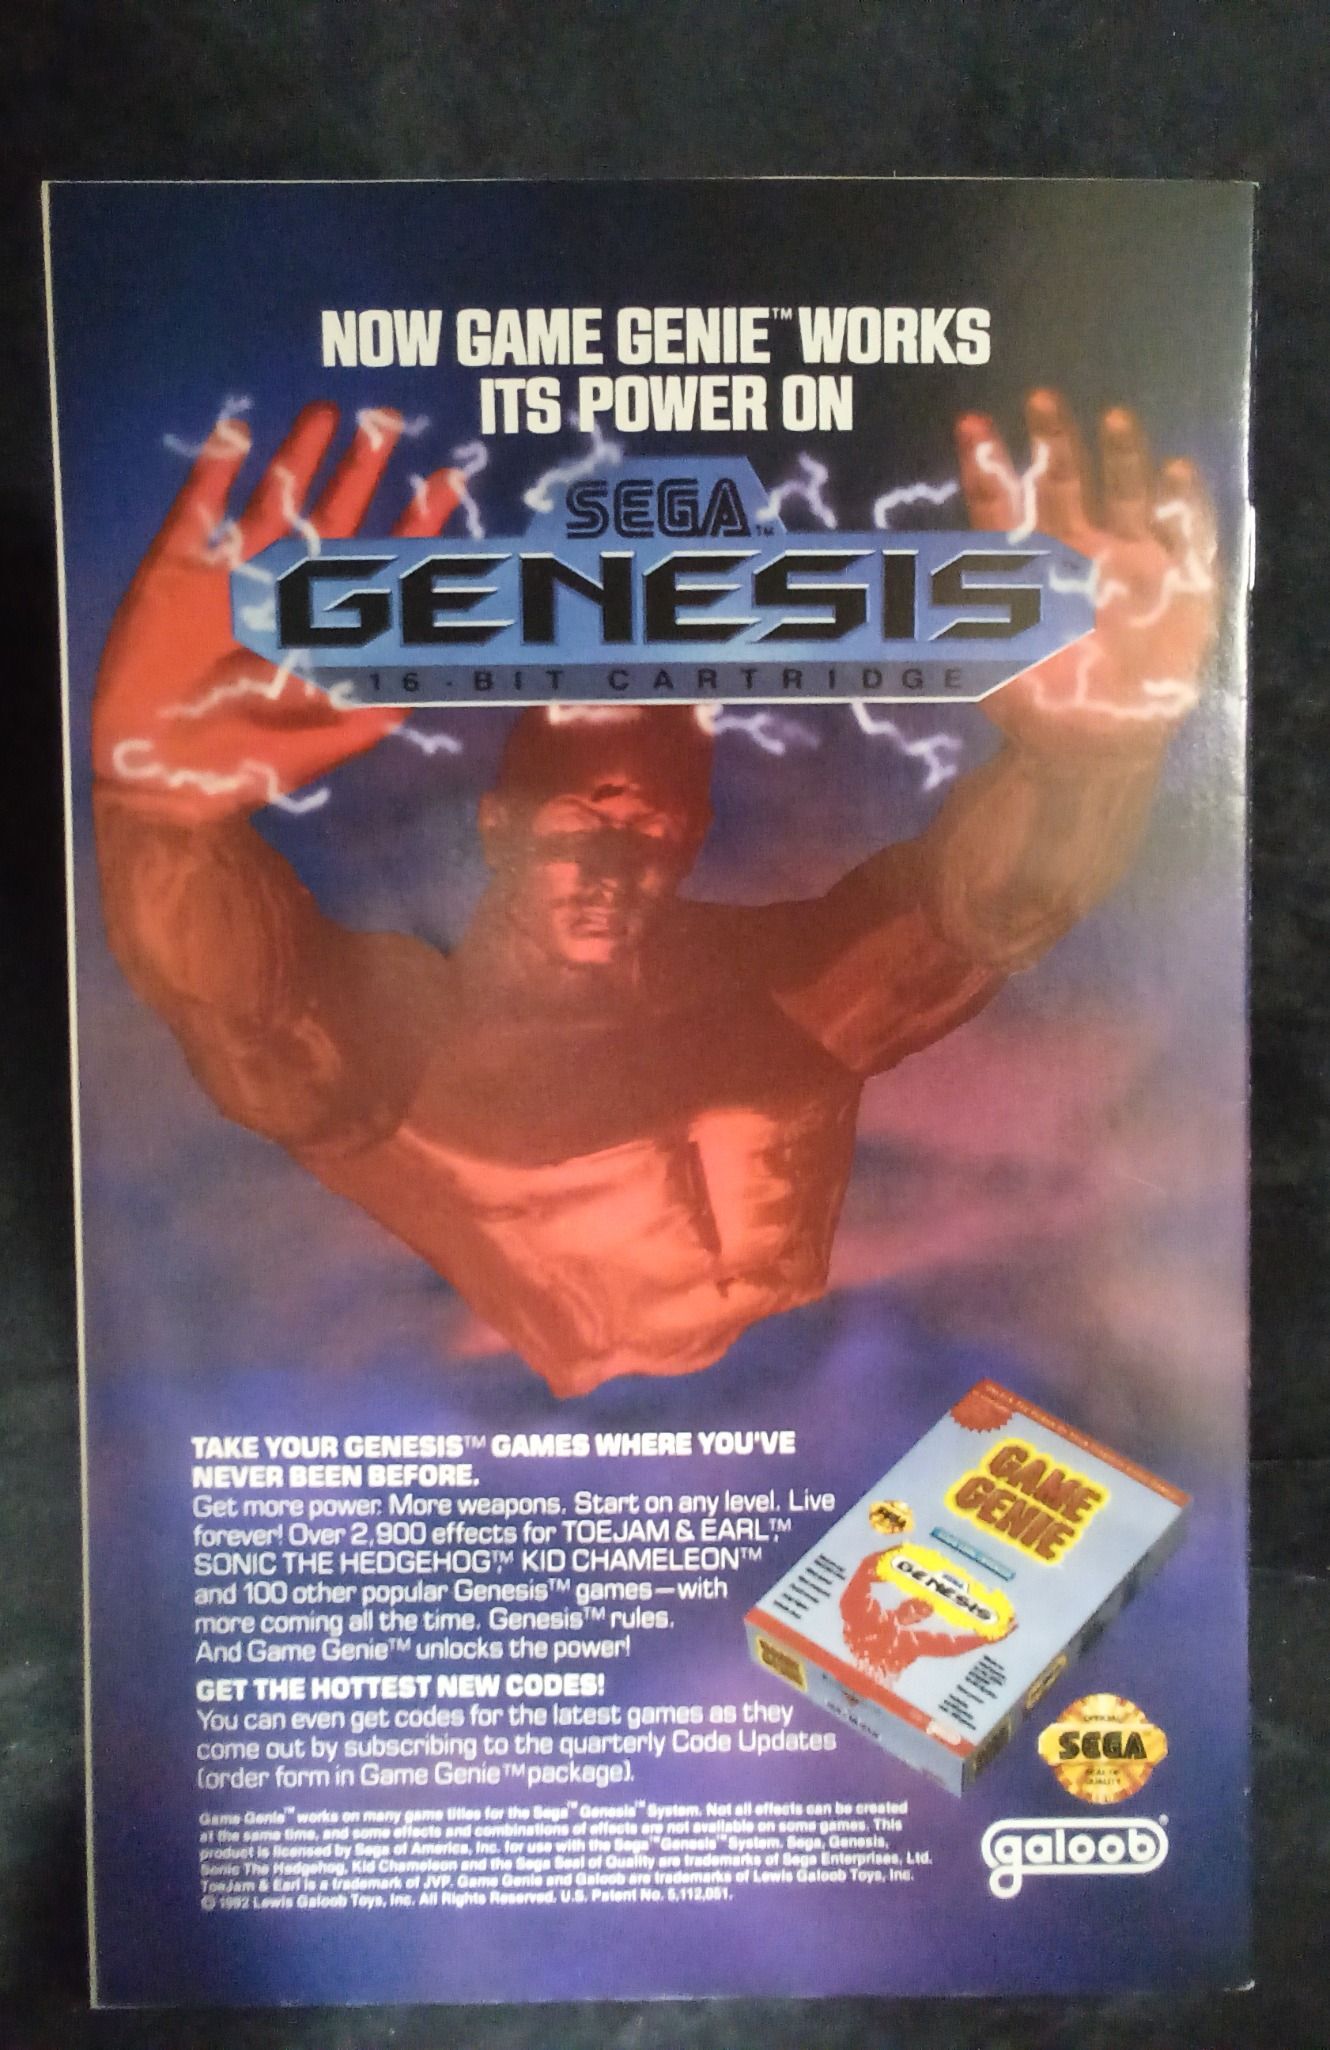 NOW GAME GENIE™ WORKS
ITS POWER ON
SEGA™
GENESIS
16-BIT CARTRIDGE
TAKE YOUR GENESIS™ GAMES WHERE YOU'VE
NEVER BEEN BEFORE.
Get more power. More weapons. Start on any level. Live
forever! Over 2,900 effects for TOEJAM & EARL™,
SONIC THE HEDGEHOG™, KID CHAMELEON™
and 100 other popular Genesis™ games—with
more coming all the time. Genesis™ rules.
And Game Genie™ unlocks the power!
GET THE HOTTEST NEW CODES!
You can even get codes for the latest games as they
come out by subscribing to the quarterly Code Updates
(order form in Game Genie™ package).
Game Genie™ works on many game titles for the Sega™ Genesis™ System. Not all effects can be created
at the same time, and some effects and combinations of effects are not available on some games. This
product is licensed by Sega of America, Inc. for use with the Sega™ Genesis™ System. Sega, Genesis,
Sonic The Hedgehog, Kid Chameleon and the Sega Seal of Quality are trademarks of Sega Enterprises, Ltd.
ToeJam & Earl is a trademark of JVP. Game Genie and Galoob are trademarks of Lewis Galoob Toys, Inc.
© 1992 Lewis Galoob Toys, Inc. All Rights Reserved. U.S. Patent No. 5,112,051.
GAME
GENIE
SEGA
GENESIS
OFFICIAL
SEGA
SEAL OF
QUALITY
galoob®